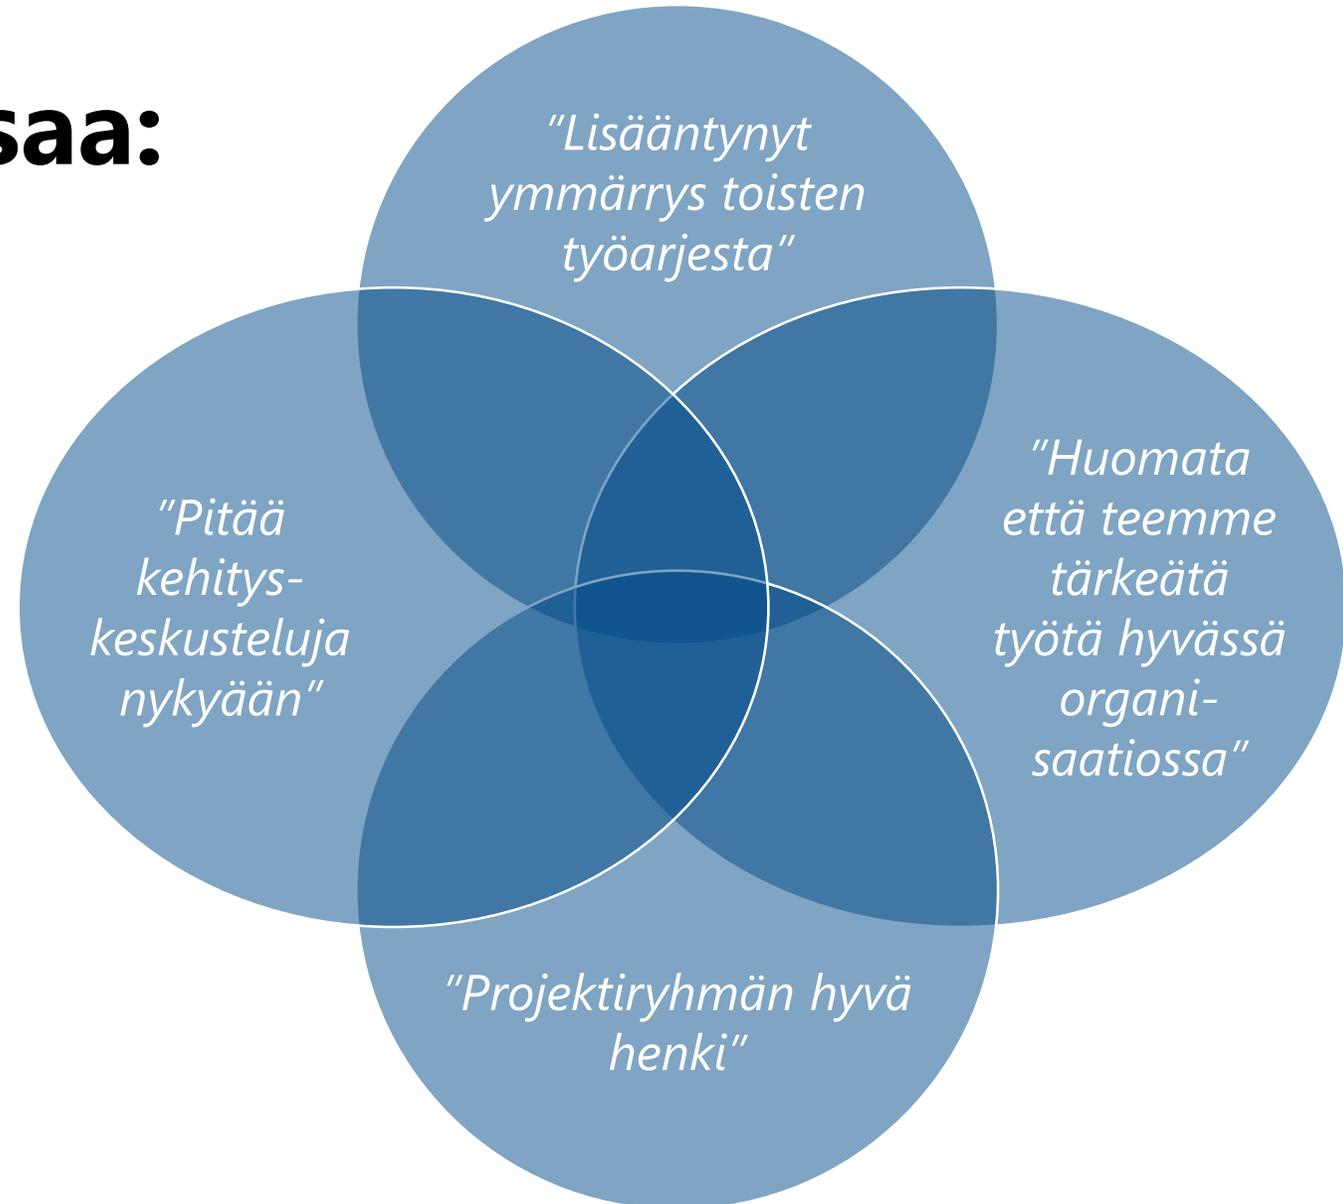 saa:
"Lisääntynyt
ymmärrys toisten
työarjesta"
"Pitää
kehitys-
keskusteluja
nykyään"
"Huomata
että teemme
tärkeätä
työtä hyvässä
organi-
saatiossa"
"Projektiryhmän hyvä
henki"